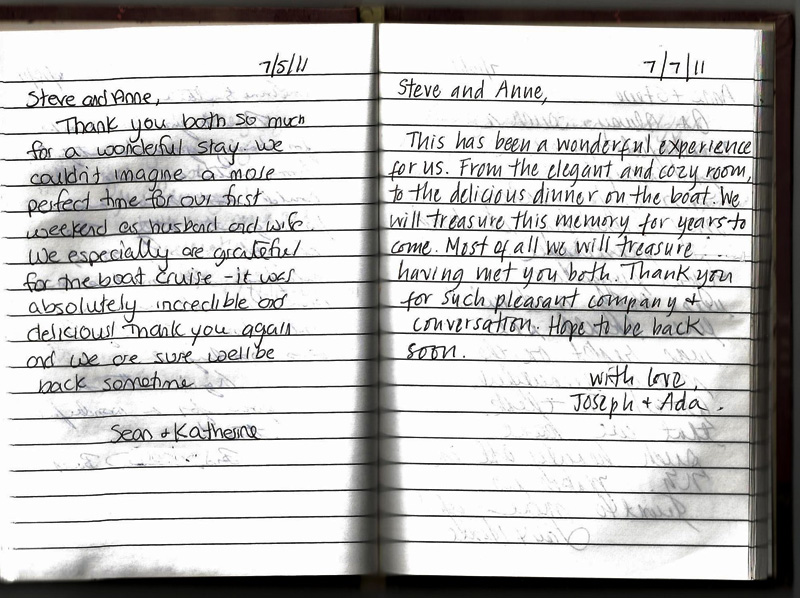 7/5/11
Steve and Anne,
Thank you both so much
for a wonderful stay. We
couldn't imagine a more
perfect time for our first
weekend as husband and wife.
We especially are grateful
for the boat cruise - it was
absolutely incredible and
delicious! Thank you again
and we are sure we'll be
back sometime
Sean + Katherine
7/7/11
Steve and Anne,
This has been a wonderful experience
for us. From the elegant and cozy room,
to the delicious dinner on the boat. We
will treasure this memory for years to
come. Most of all we will treasure ...
having met you both. Thank you
for such pleasant company &
conversation. Hope to be back
soon.
with love,
Joseph + Ada.